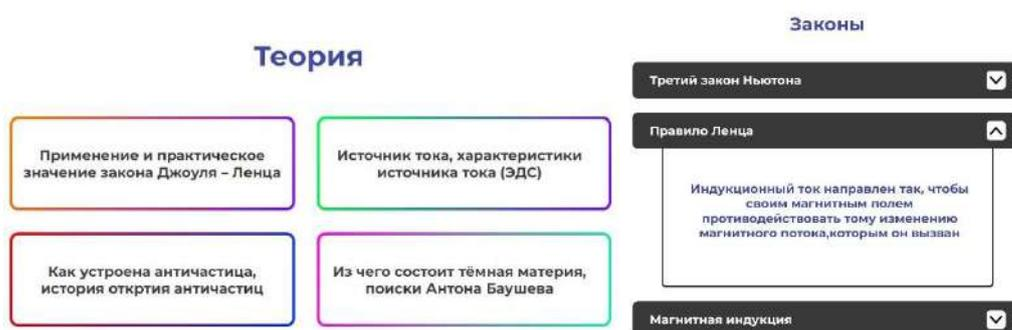 Теория
Применение и практическое
значение закона Джоуля – Ленца
Источник тока, характеристики
источника тока (ЭДС)
Как устроена античастица,
история откртия античастиц
Из чего состоит тёмная материя,
поиски Антона Баушева
Законы
Третий закон Ньютона
Правило Ленца
Индукционный ток направлен так, чтобы
своим магнитным полем
противодействовать тому изменению
магнитного потока,которым он вызван
Магнитная индукция